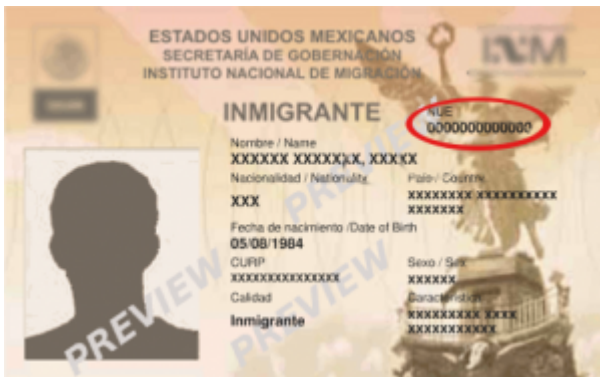 ESTADOS UNIDOS MEXICANOS
SECRETARÍA DE GOBERNACIÓN
INSTITUTO NACIONAL DE MIGRACIÓN
INM
INMIGRANTE
NUE
0000000000000
Nombre / Name
XXXXXX XXXXXXX, XXXXX
Nacionalidad / Nationality
País / Country
XXX
XXXXXXXX XXXXXXXXXX
XXXXXXX
Fecha de nacimiento /Date of Birth
05/08/1984
CURP
Sexo / Sex
XXXXXXXXXXXXXXX
XXXXXX
Calidad
Inmigrante
XXXXXXXXX XXXX
XXXXXXXXXXX
PREVIEW
PREVIEW
PREVIEW